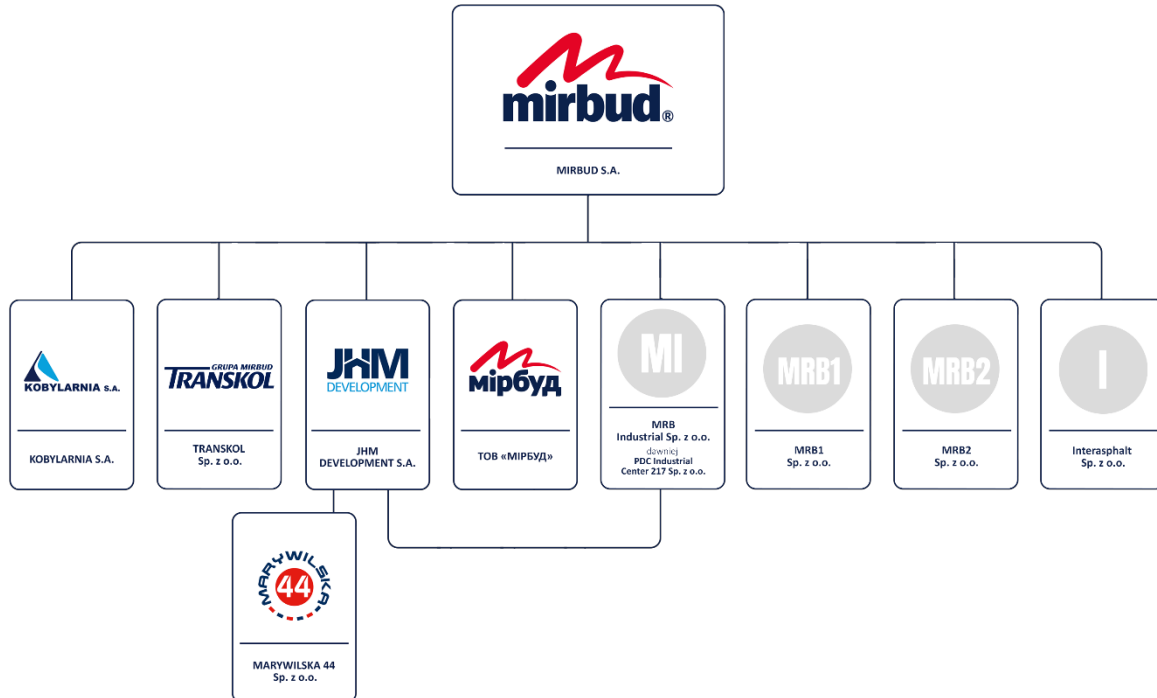 mirbud®
MIRBUD S.A.
KOBYLARNIA S.A.
KOBYLARNIA S.A.
GRUPA MIRBUD
TRANSKOL
TRANSKOL
Sp. z o.o.
JHM
DEVELOPMENT
JHM
DEVELOPMENT S.A.
мірбуд
ТОВ «МІРБУД»
MI
MRB
Industrial Sp. z o.o.
dawniej
PDC Industrial
Center 217 Sp. z o.o.
MRB1
MRB1
Sp. z o.o.
MRB2
MRB2
Sp. z o.o.
I
Interasphalt
Sp. z o.o.
MARYWILSKA
44
MARYWILSKA 44
Sp. z o.o.